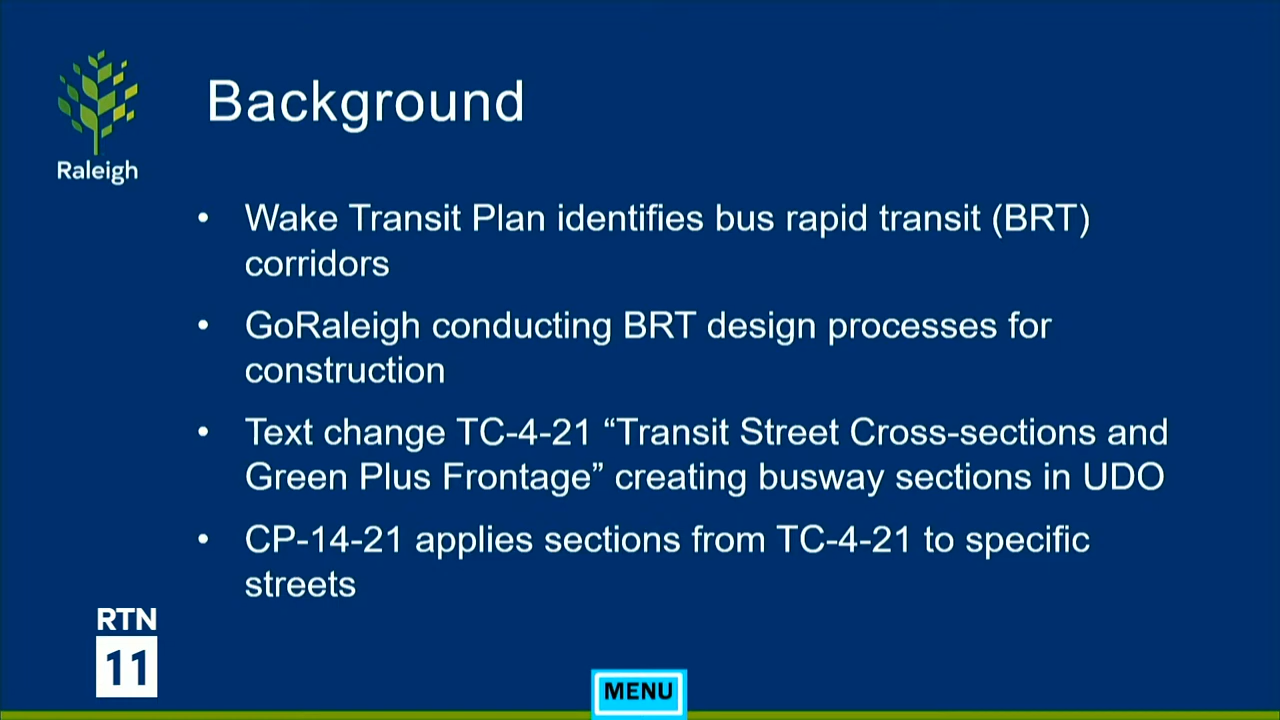 Background
Raleigh
• Wake Transit Plan identifies bus rapid transit (BRT)
corridors
• GoRaleigh conducting BRT design processes for
construction
• Text change TC-4-21 “Transit Street Cross-sections and
Green Plus Frontage” creating busway sections in UDO
• CP-14-21 applies sections from TC-4-21 to specific
streets
RTN
11
MENU